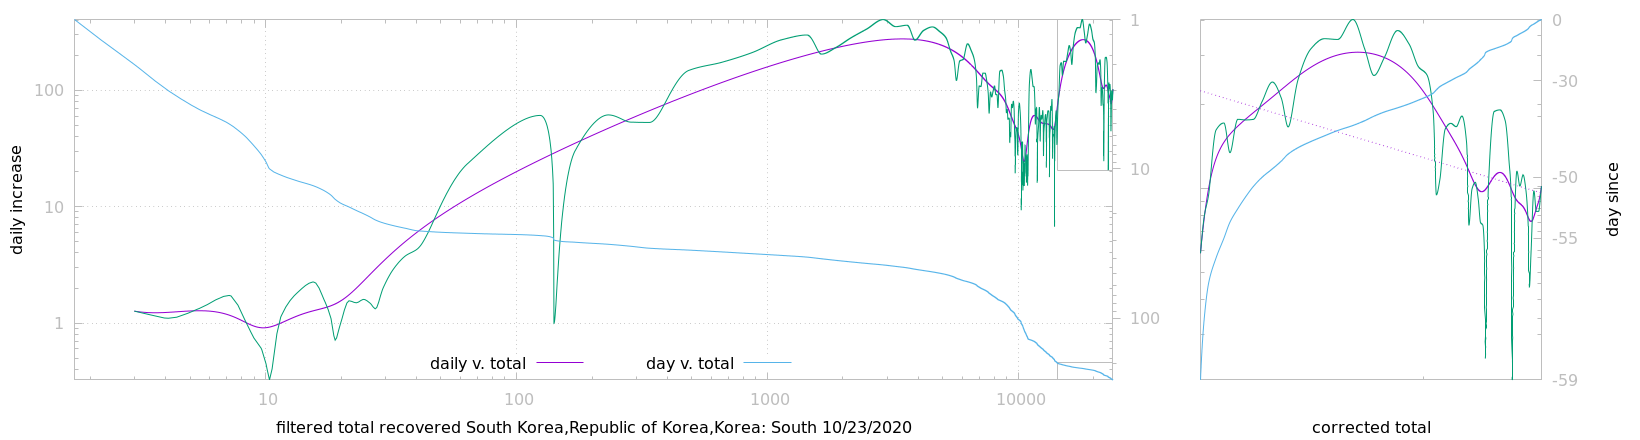 daily increase
100
10
1
10
100
1000
10000
1
10
100
daily v. total
day v. total
filtered total recovered South Korea,Republic of Korea,Korea: South 10/23/2020
0
-30
-50
-55
-59
day since
corrected total